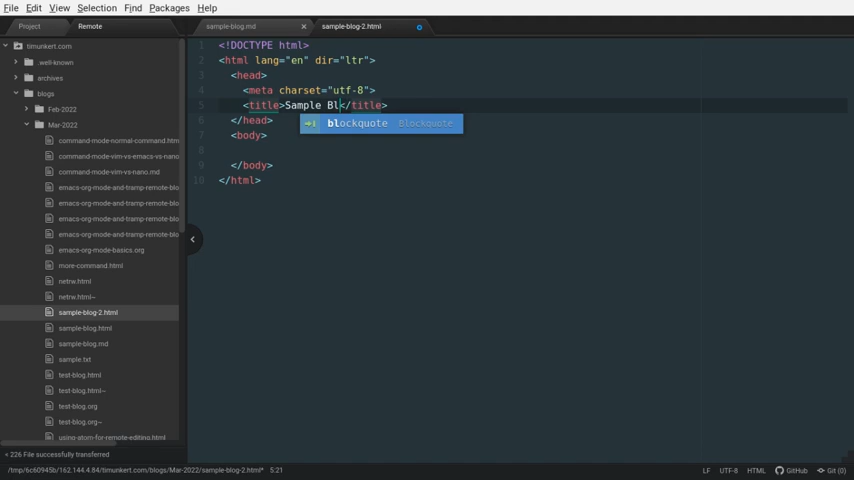 File Edit View Selection Find Packages Help
Project Remote sample-blog.md sample-blog-2.html
timunkert.com
.well-known
archives
blogs
Feb-2022
Mar-2022
command-mode-normal-command.htm
command-mode-vim-vs-emacs-vs-nano
command-mode-vim-vs-nano.md
emacs-org-mode-and-tramp-remote-blo
emacs-org-mode-and-tramp-remote-blo
emacs-org-mode-and-tramp-remote-blo
emacs-org-mode-and-tramp-remote-blo
emacs-org-mode-basics.org
more-command.html
netrw.html
netrw.html~
sample-blog-2.html
sample-blog.html
sample-blog.md
sample.txt
test-blog.html
test-blog.html~
test-blog.org
test-blog.org~
using-atom-for-remote-editing.html
< 226 File successfully transferred
1 <!DOCTYPE html>
2 <html lang="en" dir="ltr">
3 <head>
4 <meta charset="utf-8">
5 <title>Sample Bl</title>
6 </head>
7 <body>
8
9 </body>
10 </html>
blockquote Blockquote
/tmp/6c60945b/162.144.4.84/timunkert.com/blogs/Mar-2022/sample-blog-2.html* 5:21 LF UTF-8 HTML GitHub Git (0)